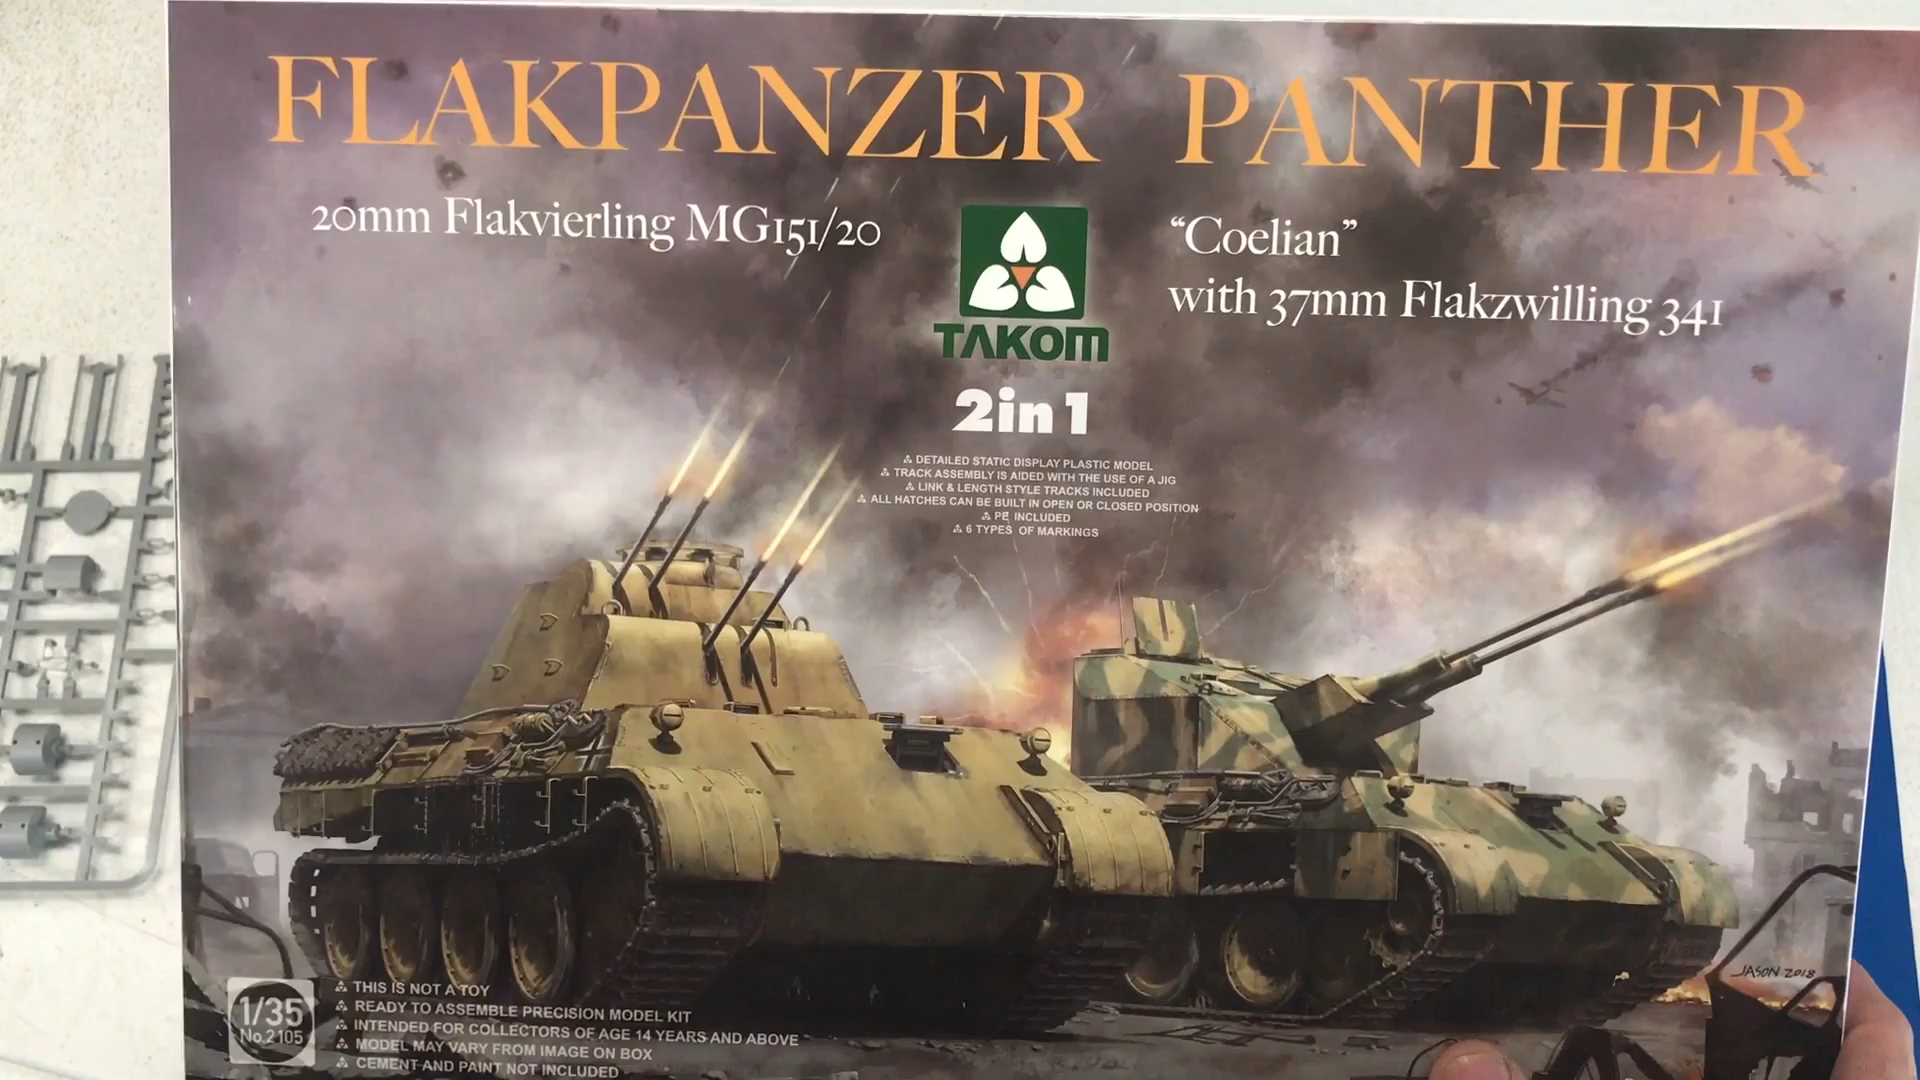 FLAKPANZER PANTHER
20mm Flakvierling MG151/20
"Coelian"
with 37mm Flakzwilling 341
TAKOM
2in1
DETAILED STATIC DISPLAY PLASTIC MODEL
TRACK ASSEMBLY IS AIDED WITH THE USE OF A JIG
LINK & LENGTH STYLE TRACKS INCLUDED
ALL HATCHES CAN BE BUILT IN OPEN OR CLOSED POSITION
PE INCLUDED
6 TYPES OF MARKINGS
JASON 2018
1/35
No.2105
THIS IS NOT A TOY
READY TO ASSEMBLE PRECISION MODEL KIT
INTENDED FOR COLLECTORS OF AGE 14 YEARS AND ABOVE
MODEL MAY VARY FROM IMAGE ON BOX
CEMENT AND PAINT NOT INCLUDED